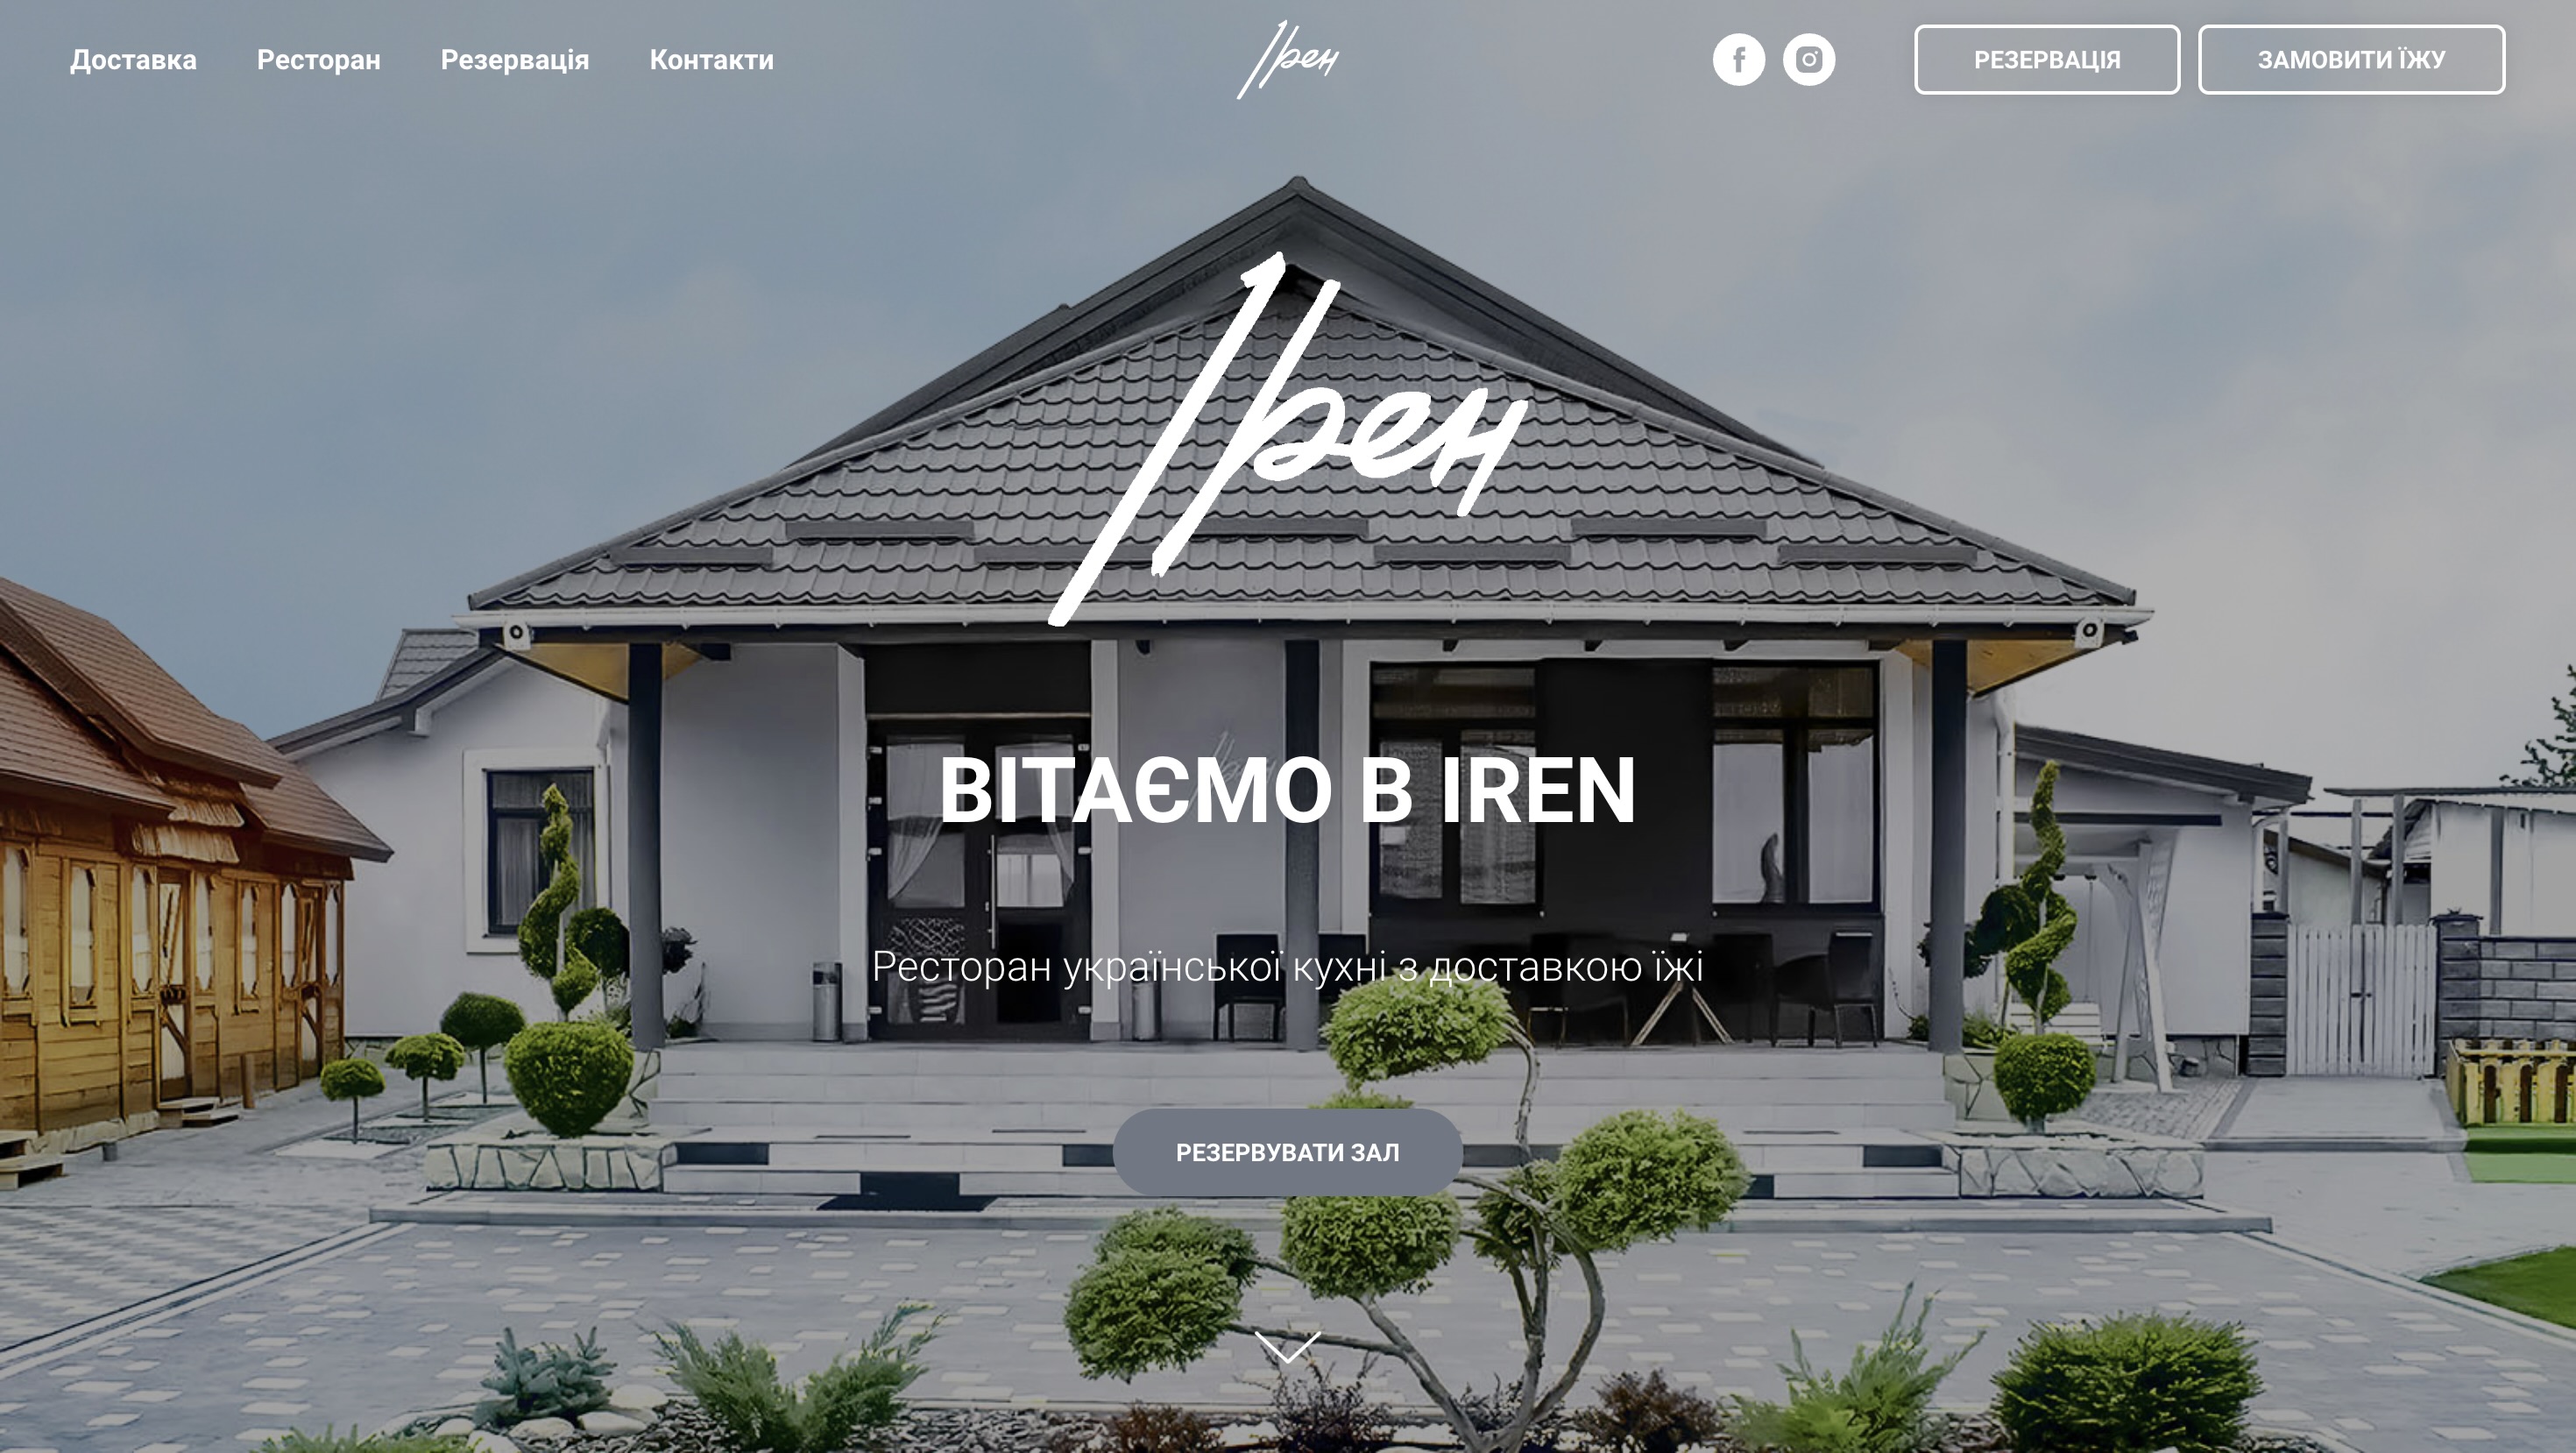 Доставка
Ресторан
Резервація
Контакти
Ірен
РЕЗЕРВАЦІЯ
ЗАМОВИТИ ЇЖУ
Ірен
ВІТАЄМО В IREN
Ресторан української кухні з доставкою їжі
РЕЗЕРВУВАТИ ЗАЛ